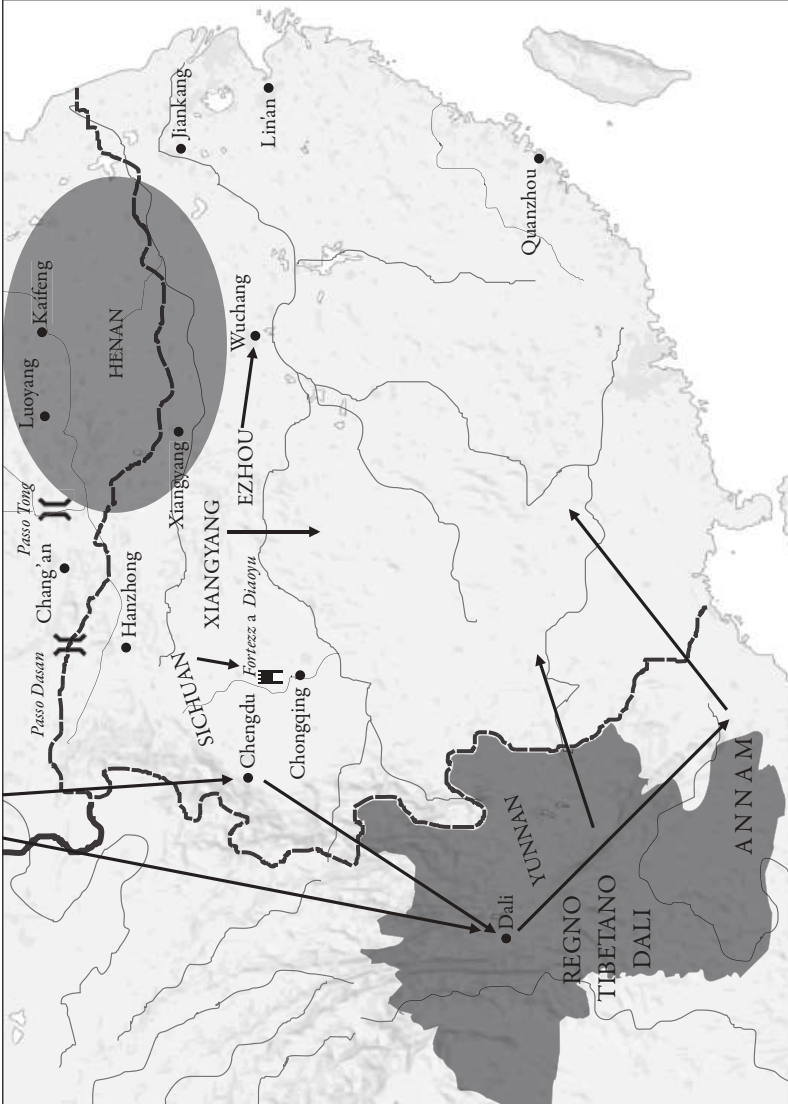 Passo Dasan
Passo Tong
Chang'an
Luoyang
Kaifeng
HENAN
Hanzhong
Xiangyang
Jiankang
Lin'an
SICHUAN
XIANGYANG
EZHOU
Wuchang
Chengdu
Fortezz a Diaoyu
Chongqing
Quanzhou
YUNNAN
Dali
REGNO
TIBETANO
DALI
ANNAM